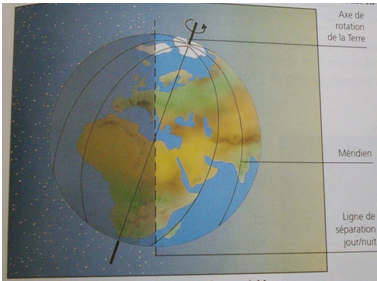 Axe de
rotation
de la Terre
Méridien
Ligne de
séparation
jour/nuit